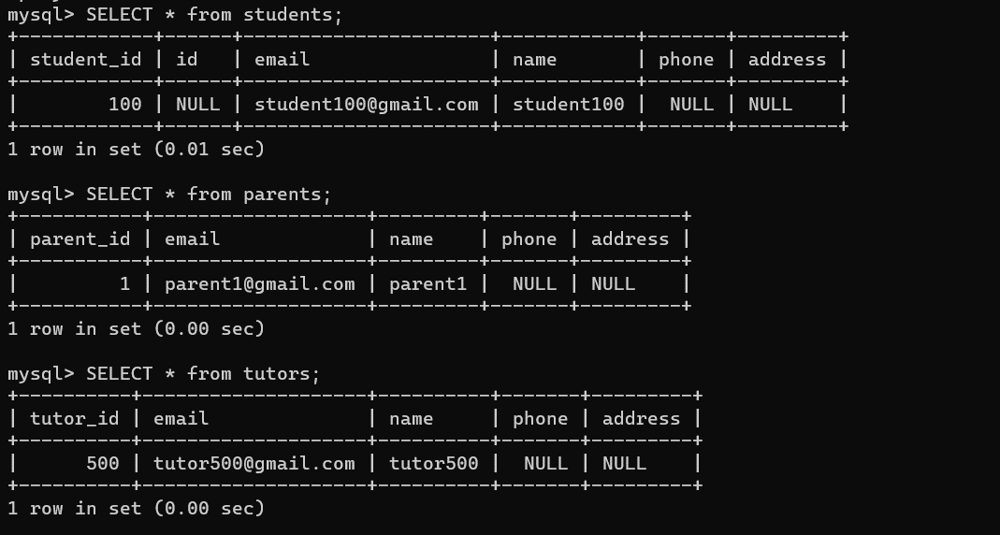 mysql> SELECT * from students;
+------------+------+----------------------+------------+-------+---------+
| student_id | id   | email                | name       | phone | address |
+------------+------+----------------------+------------+-------+---------+
|        100 | NULL | student100@gmail.com | student100 |  NULL | NULL    |
+------------+------+----------------------+------------+-------+---------+
1 row in set (0.01 sec)

mysql> SELECT * from parents;
+-----------+-------------------+---------+-------+---------+
| parent_id | email             | name    | phone | address |
+-----------+-------------------+---------+-------+---------+
|         1 | parent1@gmail.com | parent1 |  NULL | NULL    |
+-----------+-------------------+---------+-------+---------+
1 row in set (0.00 sec)

mysql> SELECT * from tutors;
+----------+--------------------+----------+-------+---------+
| tutor_id | email              | name     | phone | address |
+----------+--------------------+----------+-------+---------+
|      500 | tutor500@gmail.com | tutor500 |  NULL | NULL    |
+----------+--------------------+----------+-------+---------+
1 row in set (0.00 sec)